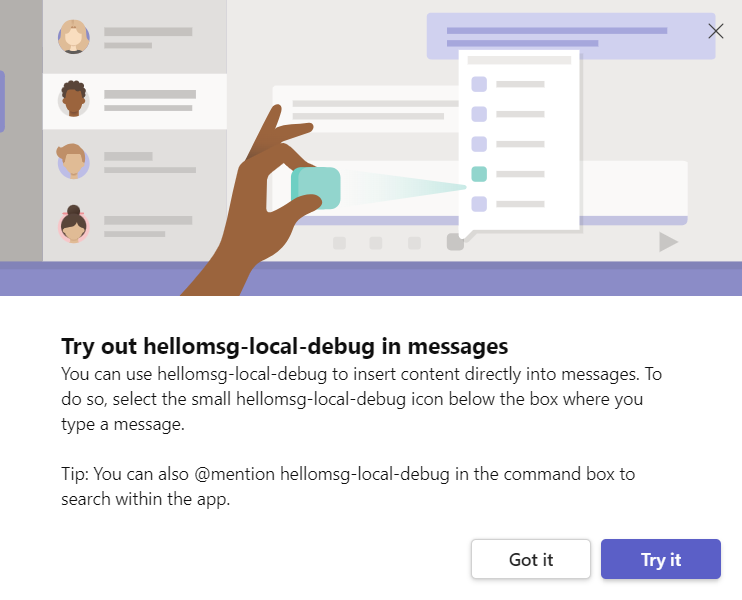 Try out hellomsg-local-debug in messages
You can use hellomsg-local-debug to insert content directly into messages. To
do so, select the small hellomsg-local-debug icon below the box where you
type a message.
Tip: You can also @mention hellomsg-local-debug in the command box to
search within the app.
Got it
Try it